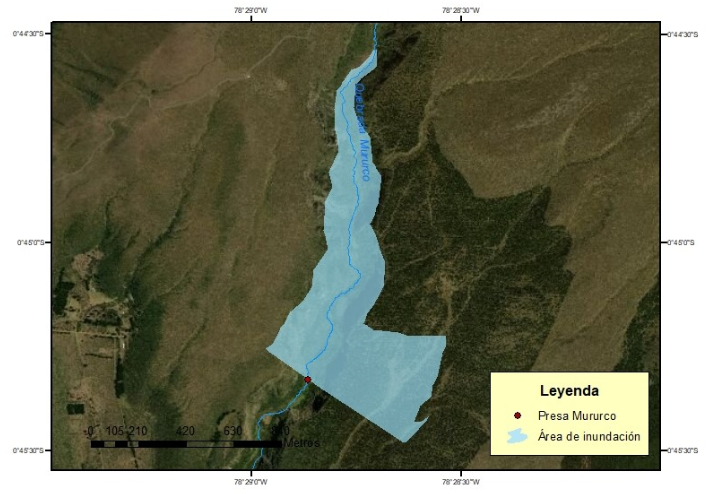 78°29'0"W
78°28'30"W
0°44'30"S
0°44'30"S
Quebrada Mururco
0°45'0"S
0°45'0"S
Leyenda
Presa Mururco
Área de inundación
0 105 210 420 630
Metros
0°45'30"S
0°45'30"S
78°29'0"W
78°28'30"W